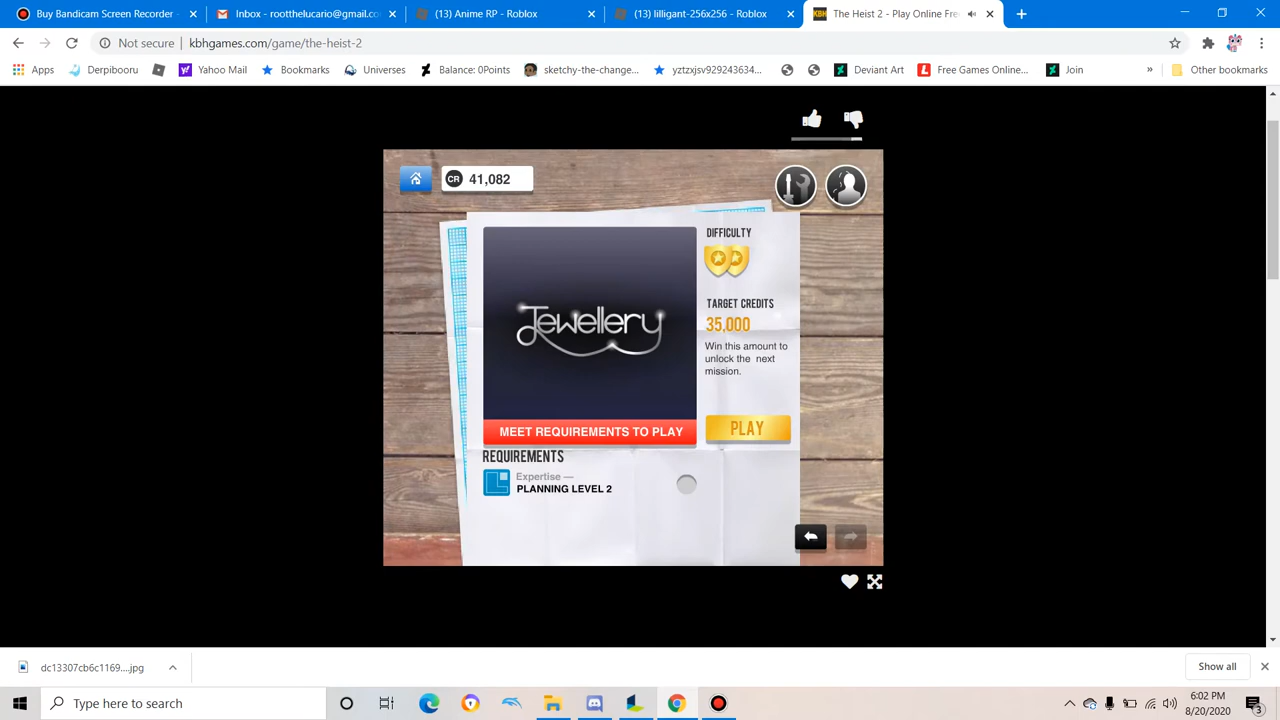 Buy Bandicam Screen Recorder
Inbox - rootthelucario@gmail.co
(13) Anime RP - Roblox
(13) lilligant-256x256 - Roblox
KBH
The Heist 2 - Play Online Free
Not secure
kbhgames.com/game/the-heist-2
Apps
Derpiboo
Yahoo Mail
Bookmarks
Universes
Balance: 0Points
sketchy-the-change...
yztzxjsv929243634...
Deviant Art
Free Games Online...
Join
»
Other bookmarks
CR 41,082
DIFFICULTY
Jewellery
TARGET CREDITS
35,000
Win this amount to
unlock the next
mission.
MEET REQUIREMENTS TO PLAY
PLAY
REQUIREMENTS
Expertise —
PLANNING LEVEL 2
dc13307cb6c1169....jpg
Show all
Type here to search
6:02 PM
8/20/2020
3